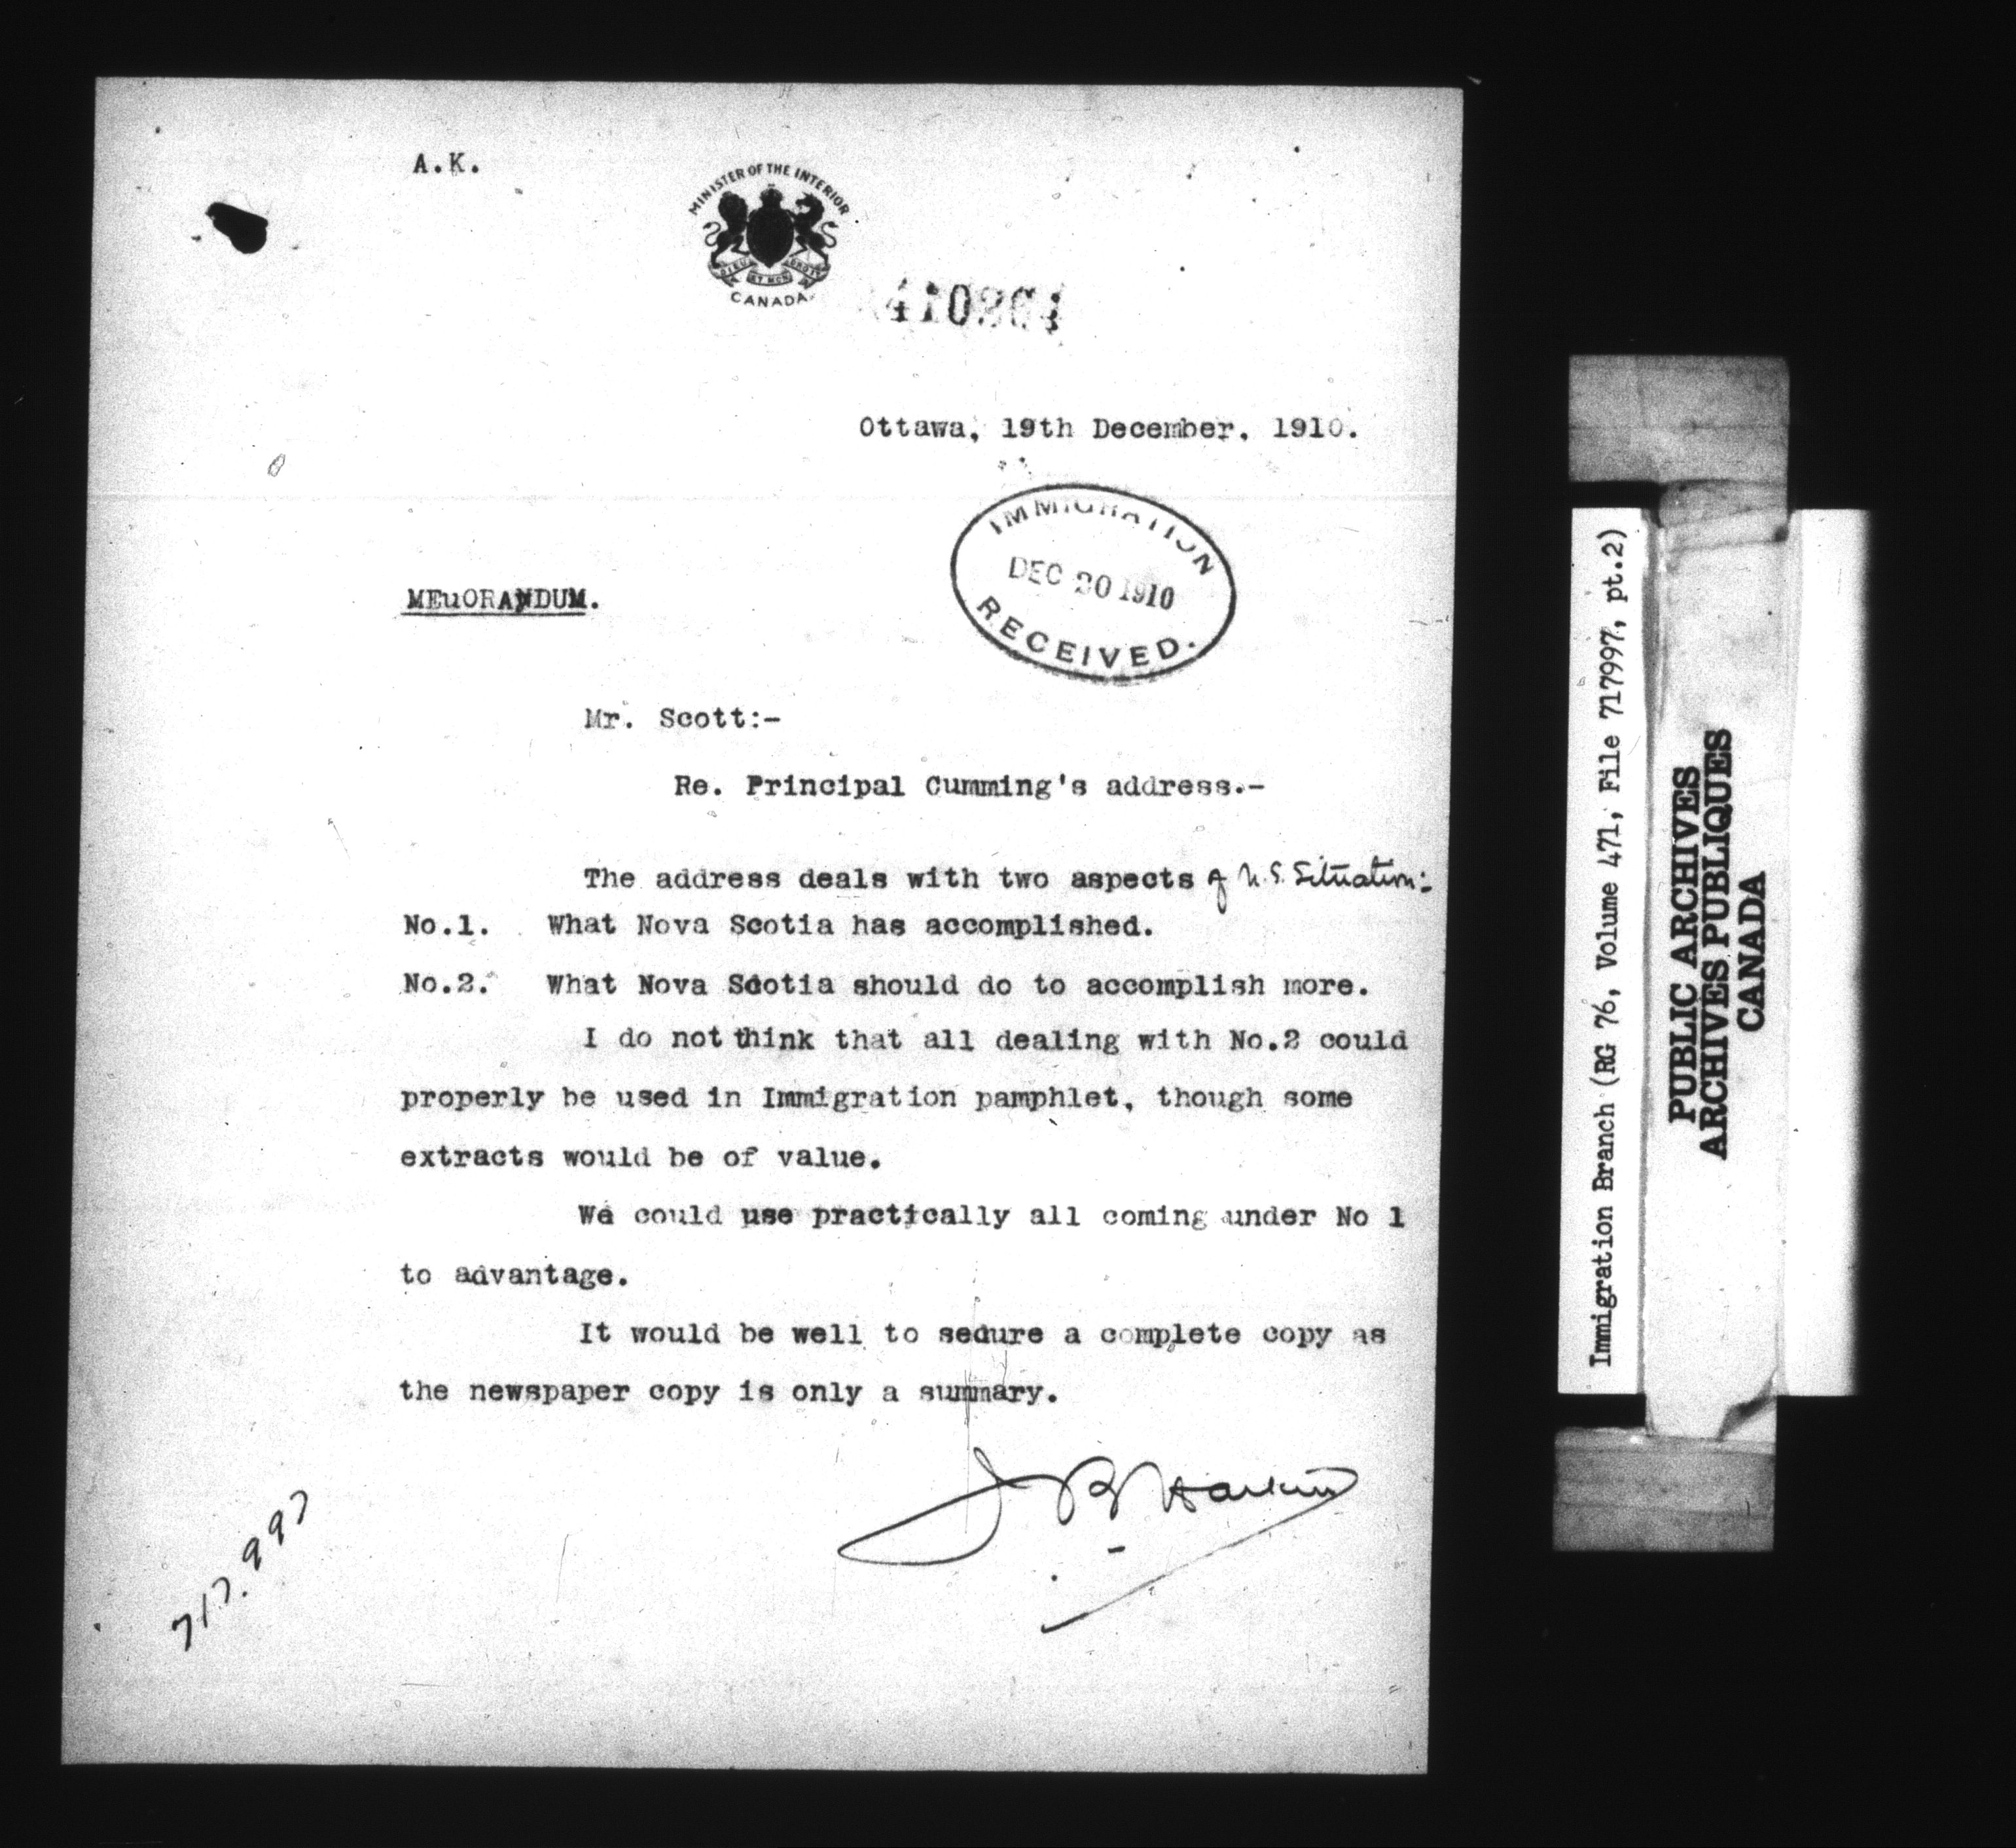 A.K.
MINISTER OF THE INTERIOR
DIEU ET MON DROIT
CANADA
Ottawa, 19th December, 1910.
IMMIGRATION
DEC 20 1910
RECEIVED.
MEMORANDUM.
Mr. Scott:-
Re. Principal Cumming's address.-
The address deals with two aspects of N.S. Situation:
No.1. What Nova Scotia has accomplished.
No.2. What Nova Scotia should do to accomplish more.
I do not think that all dealing with No.2 could
properly be used in Immigration pamphlet, though some
extracts would be of value.
We could use practically all coming under No 1
to advantage.
It would be well to secure a complete copy as
the newspaper copy is only a summary.
J B Harkin
717.997
Immigration Branch (RG 76, Volume 471, File 717997, pt.2)
PUBLIC ARCHIVES
ARCHIVES PUBLIQUES
CANADA